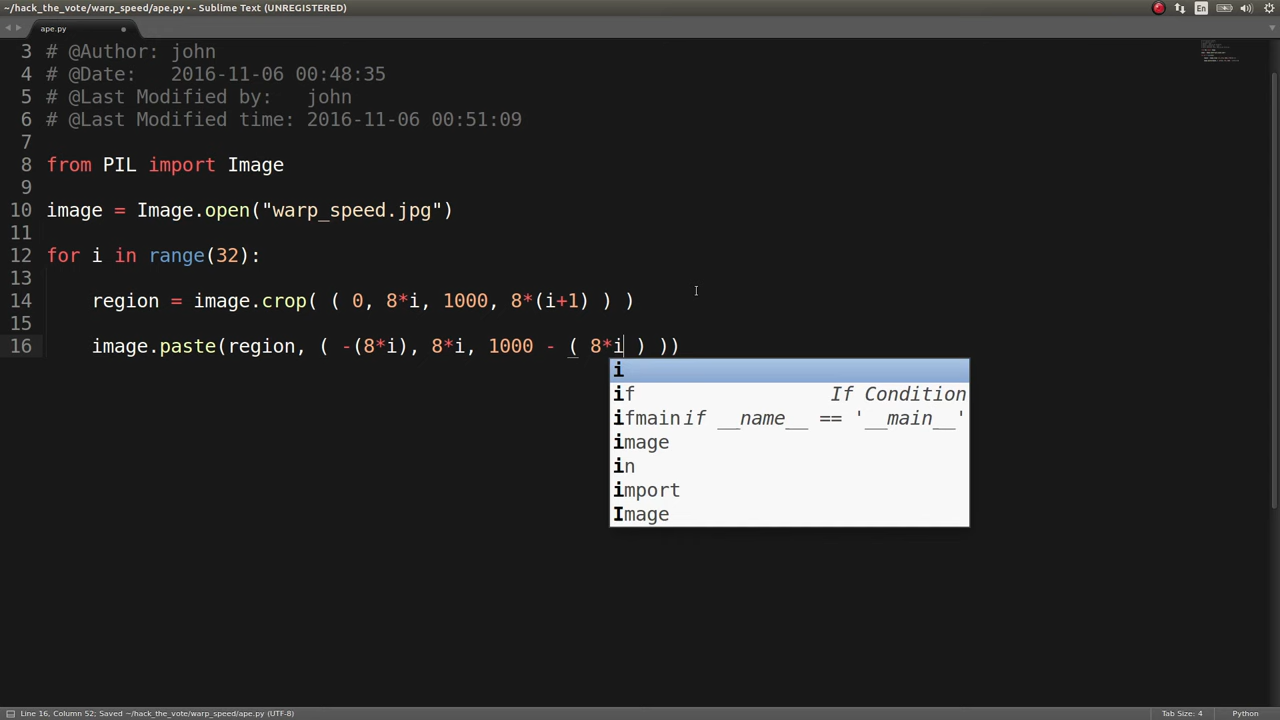 ~/hack_the_vote/warp_speed/ape.py • - Sublime Text (UNREGISTERED)
En
ape.py
3 # @Author: john
4 # @Date:   2016-11-06 00:48:35
5 # @Last Modified by:   john
6 # @Last Modified time: 2016-11-06 00:51:09
7
8 from PIL import Image
9
10 image = Image.open("warp_speed.jpg")
11
12 for i in range(32):
13
14     region = image.crop( ( 0, 8*i, 1000, 8*(i+1) ) )
15
16     image.paste(region, ( -(8*i), 8*i, 1000 - ( 8*i ) ))
i
if If Condition
ifmain if __name__ == '__main__'
image
in
import
Image
Line 16, Column 52; Saved ~/hack_the_vote/warp_speed/ape.py (UTF-8) Tab Size: 4 Python